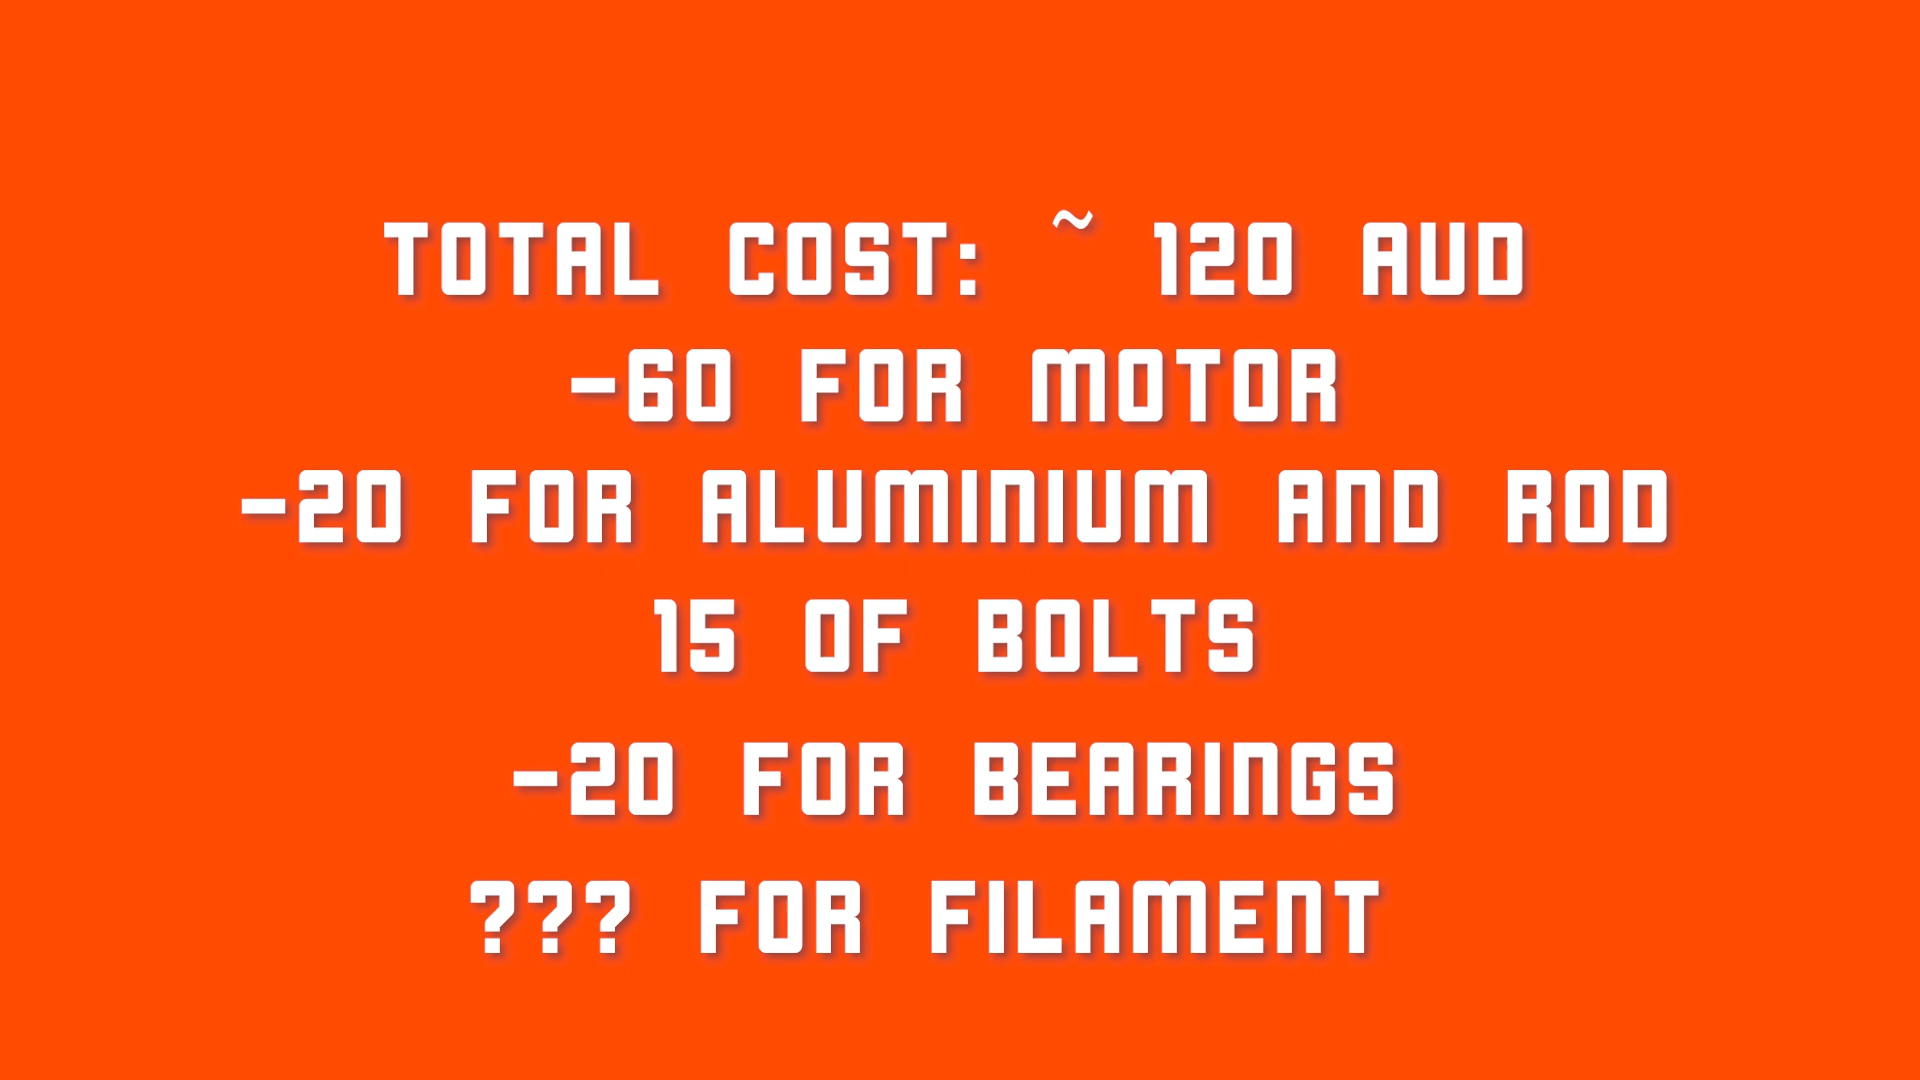 TOTAL COST: ~ 120 AUD
-60 FOR MOTOR
-20 FOR ALUMINIUM AND ROD
15 OF BOLTS
-20 FOR BEARINGS
??? FOR FILAMENT